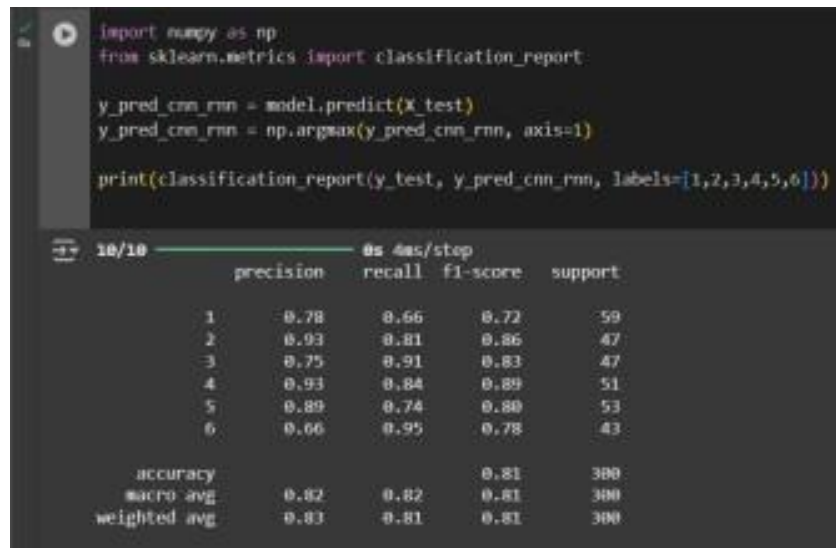 import numpy as np
from sklearn.metrics import classification_report
y_pred_cnn_rnn = model.predict(X_test)
y_pred_cnn_rnn = np.argmax(y_pred_cnn_rnn, axis=1)
print(classification_report(y_test, y_pred_cnn_rnn, labels=[1,2,3,4,5,6]))
0s
10/10 0s 4ms/step
precision recall f1-score support
1 0.78 0.66 0.72 59
2 0.93 0.81 0.86 47
3 0.75 0.91 0.83 47
4 0.93 0.84 0.89 51
5 0.89 0.74 0.80 53
6 0.66 0.95 0.78 43
accuracy 0.81 300
macro avg 0.82 0.82 0.81 300
weighted avg 0.83 0.81 0.81 300